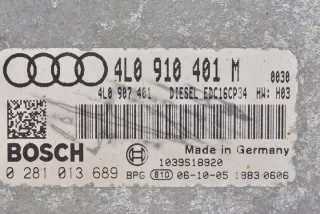 4L0 910 401 M 0030
4L0 907 401 DIESEL EDC16CP34 HW: H03
BOSCH
Made in Germany
1039S18920
0 281 013 689 BPG 810 06-10-05 1983 0606